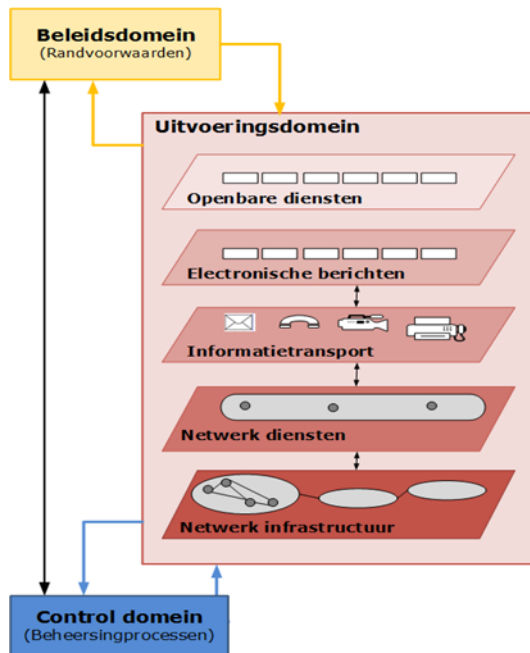 Beleidsdomein
(Randvoorwaarden)
Uitvoeringsdomein
Openbare diensten
Electronische berichten
Informatietransport
Netwerk diensten
Netwerk infrastructuur
Control domein
(Beheersingprocessen)